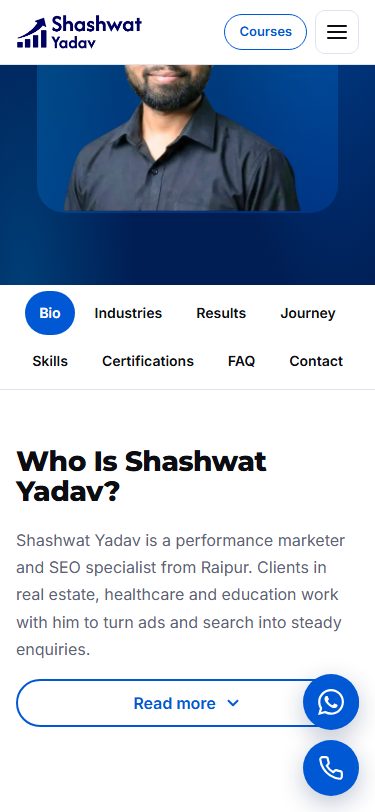 Shashwat
Yadav
Courses
Bio Industries Results Journey
Skills Certifications FAQ Contact
Who Is Shashwat
Yadav?
Shashwat Yadav is a performance marketer
and SEO specialist from Raipur. Clients in
real estate, healthcare and education work
with him to turn ads and search into steady
enquiries.
Read more